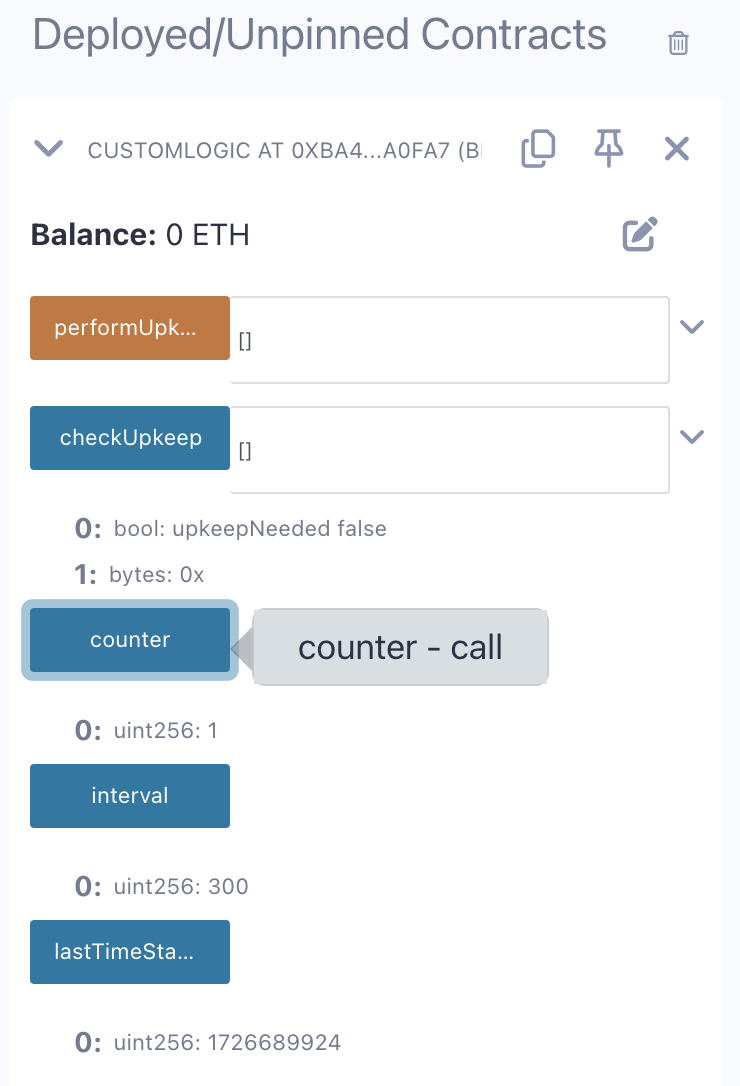 Deployed/Unpinned Contracts
CUSTOMLOGIC AT 0XBA4...A0FA7 (B
Balance: 0 ETH
performUpk...
[]
checkUpkeep
[]
0: bool: upkeepNeeded false
1: bytes: 0x
counter
counter - call
0: uint256: 1
interval
0: uint256: 300
lastTimeSta...
0: uint256: 1726689924